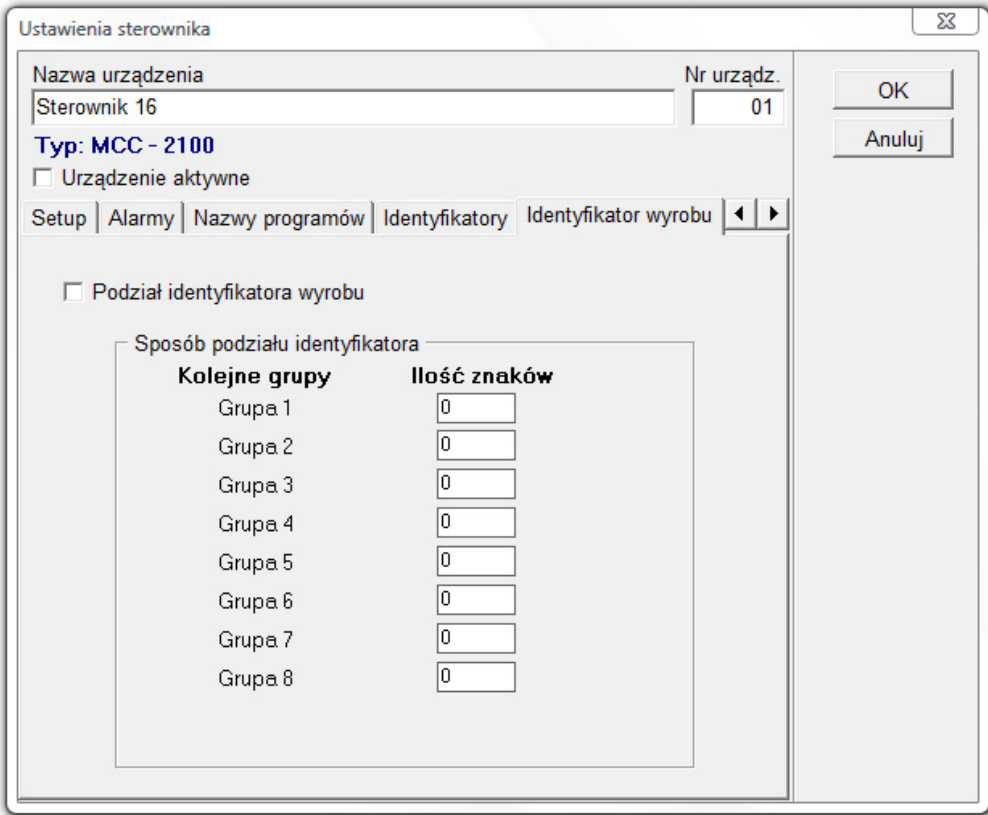 Ustawienia sterownika
Nazwa urządzenia Nr urządz.
Sterownik 16 01
OK
Typ: MCC - 2100
Anuluj
Urządzenie aktywne
Setup Alarmy Nazwy programów Identyfikatory Identyfikator wyrobu
Podział identyfikatora wyrobu
Sposób podziału identyfikatora
Kolejne grupy Ilość znaków
Grupa 1 0
Grupa 2 0
Grupa 3 0
Grupa 4 0
Grupa 5 0
Grupa 6 0
Grupa 7 0
Grupa 8 0